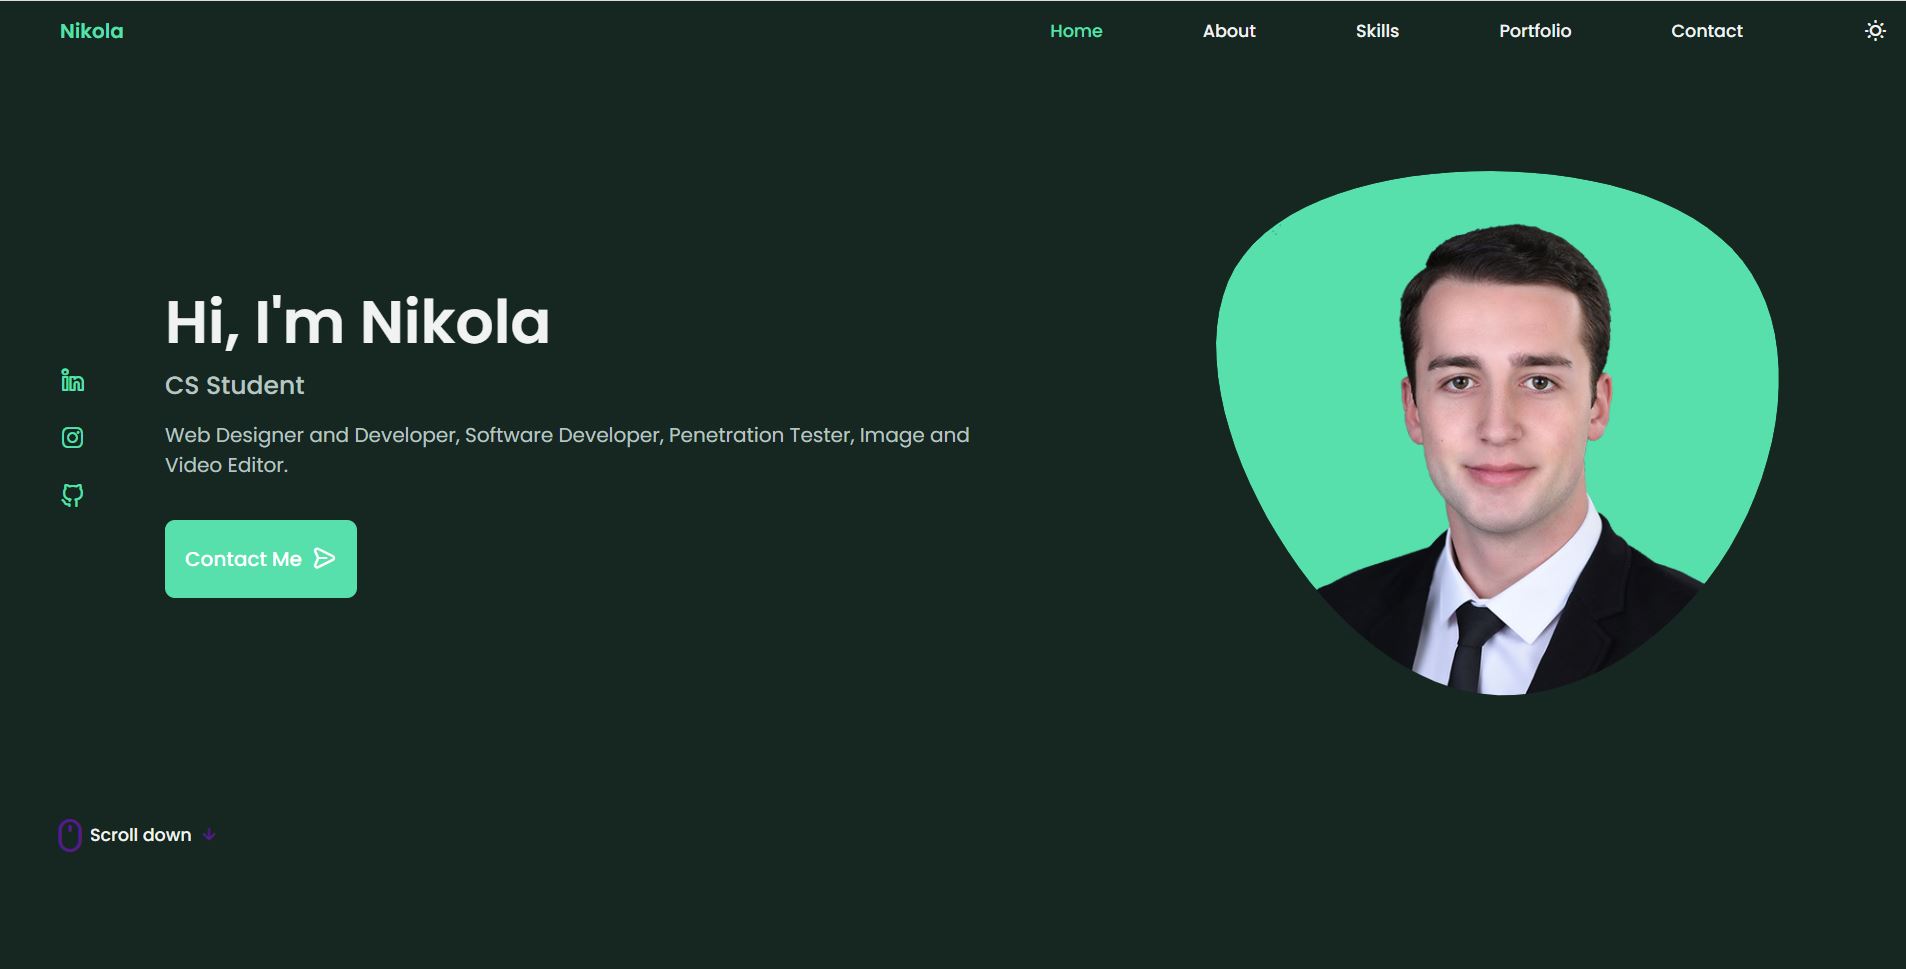 Nikola
Home
About
Skills
Portfolio
Contact
Hi, I'm Nikola
CS Student
Web Designer and Developer, Software Developer, Penetration Tester, Image and
Video Editor.
Contact Me
Scroll down